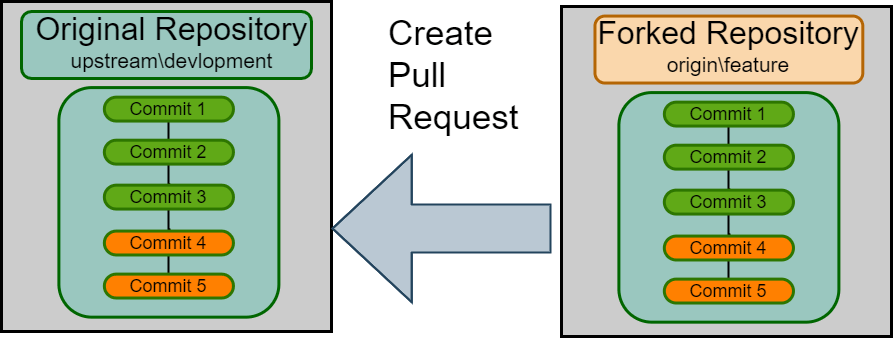 Original Repository
upstream\devlopment
Commit 1
Commit 2
Commit 3
Commit 4
Commit 5
Create
Pull
Request
Forked Repository
origin\feature
Commit 1
Commit 2
Commit 3
Commit 4
Commit 5